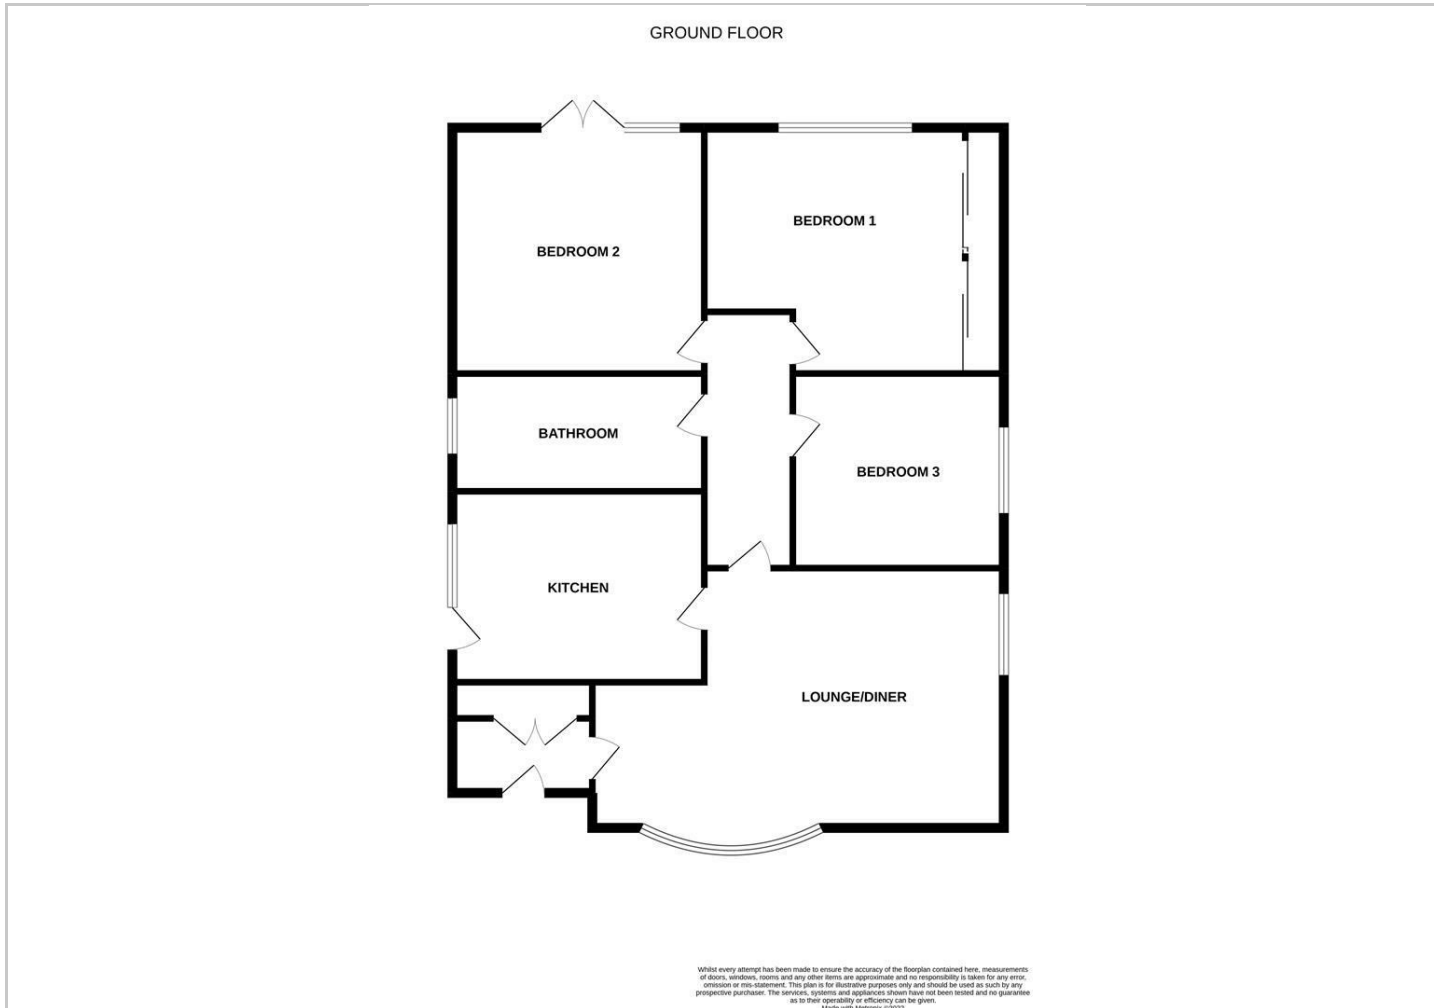 GROUND FLOOR
BEDROOM 1
BEDROOM 2
BATHROOM
BEDROOM 3
KITCHEN
LOUNGE/DINER
Whilst every attempt has been made to ensure the accuracy of the floorplan contained here, measurements
of doors, windows, rooms and any other items are approximate and no responsibility is taken for any error,
omission or mis-statement. This plan is for illustrative purposes only and should be used as such by any
prospective purchaser. The services, systems and appliances shown have not been tested and no guarantee
as to their operability or efficiency can be given.
Made with Metropix ©2022